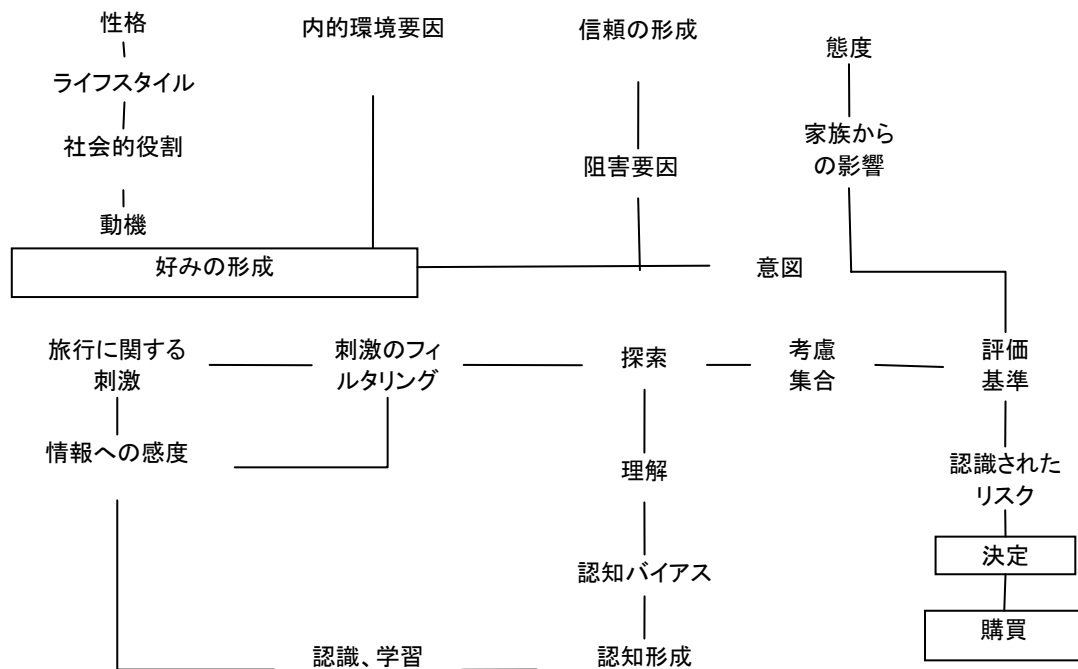 性格
内的環境要因
信頼の形成
態度
ライフスタイル
社会的役割
家族から
の影響
阻害要因
動機
好みの形成
意図
旅行に関する
刺激
刺激のフィ
ルタリング
探索
考慮
集合
評価
基準
情報への感度
理解
認識された
リスク
決定
認知バイアス
購買
認識、学習
認知形成